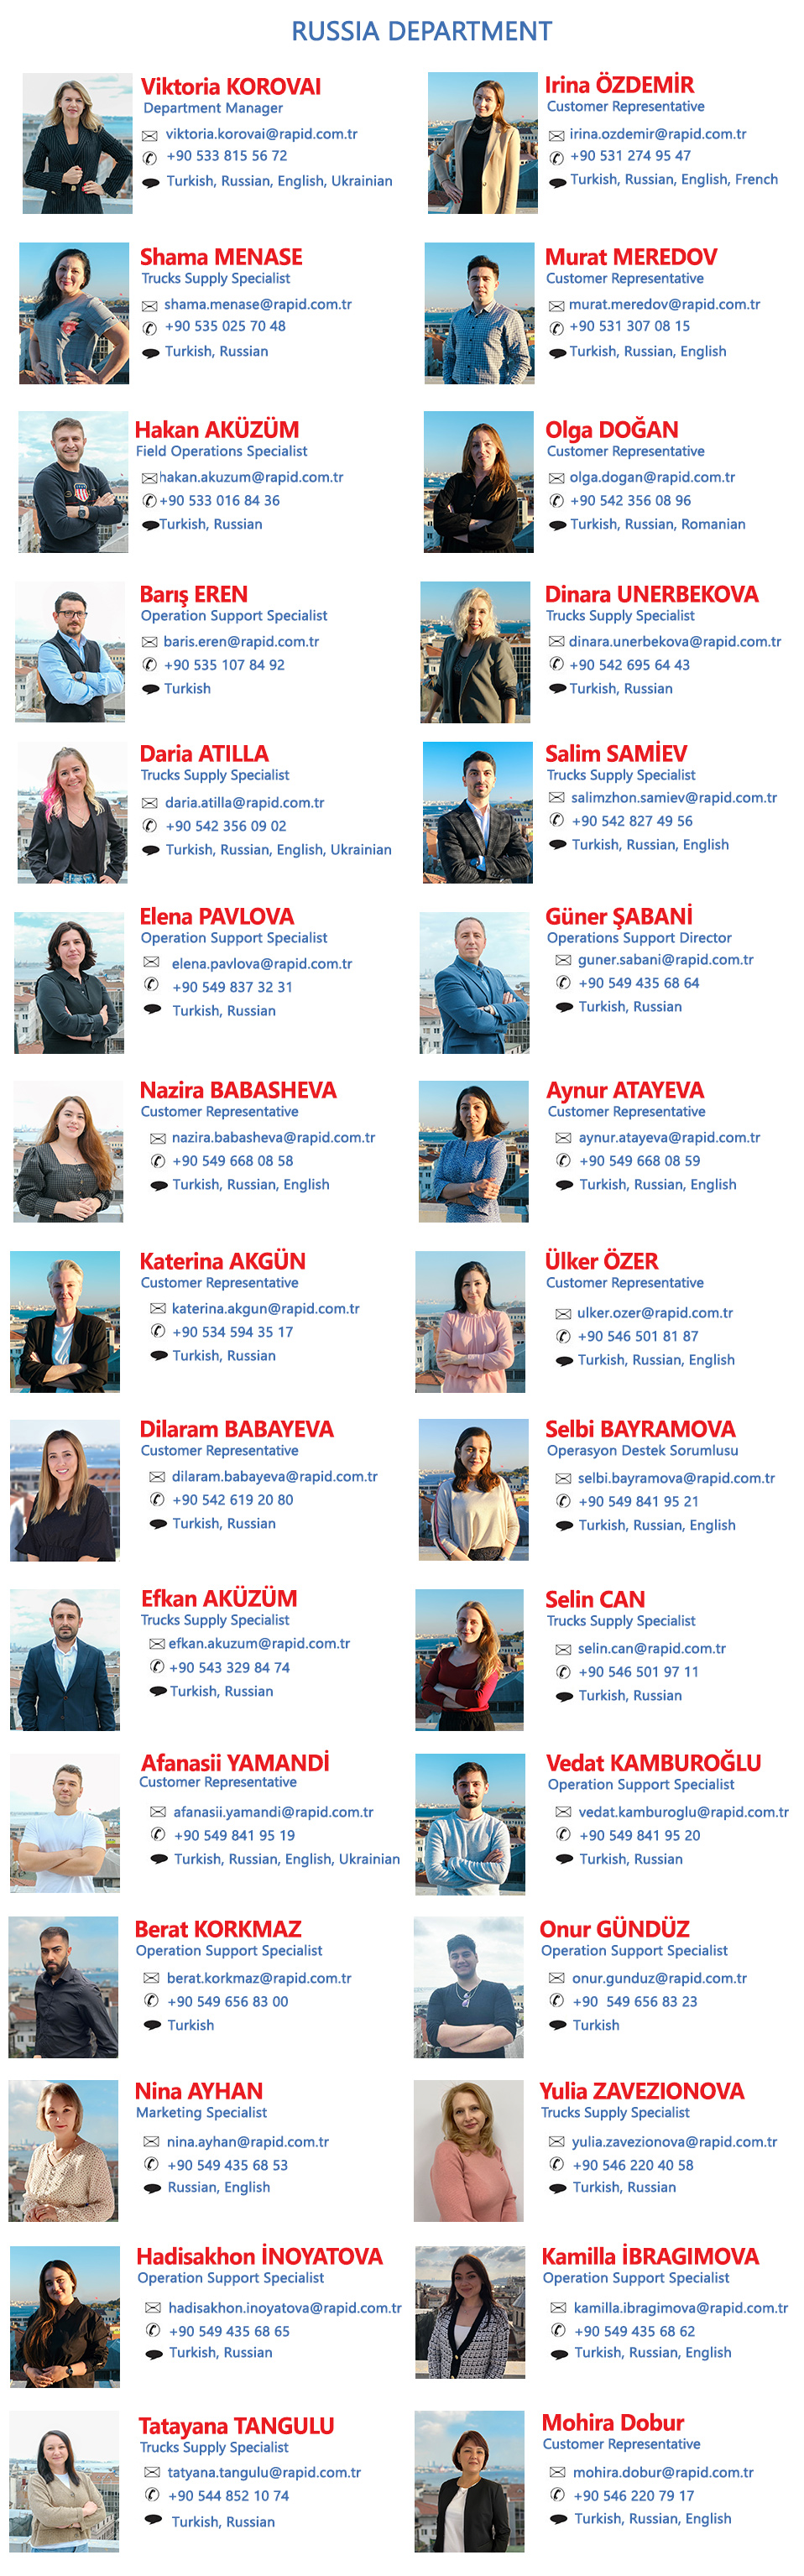 RUSSIA DEPARTMENT
Viktoria KOROVAI
Department Manager
viktoria.korovai@rapid.com.tr
+90 533 815 56 72
Turkish, Russian, English, Ukrainian
Irina ÖZDEMİR
Customer Representative
irina.ozdemir@rapid.com.tr
+90 531 274 95 47
Turkish, Russian, English, French
Shama MENASE
Trucks Supply Specialist
shama.menase@rapid.com.tr
+90 535 025 70 48
Turkish, Russian
Murat MEREDOV
Customer Representative
murat.meredov@rapid.com.tr
+90 531 307 08 15
Turkish, Russian, English
Hakan AKÜZÜM
Field Operations Specialist
hakan.akuzum@rapid.com.tr
+90 533 016 84 36
Turkish, Russian
Olga DOĞAN
Customer Representative
olga.dogan@rapid.com.tr
+90 542 356 08 96
Turkish, Russian, Romanian
Barış EREN
Operation Support Specialist
baris.eren@rapid.com.tr
+90 535 107 84 92
Turkish
Dinara UNERBEKOVA
Trucks Supply Specialist
dinara.unerbekova@rapid.com.tr
+90 542 695 64 43
Turkish, Russian
Daria ATILLA
Trucks Supply Specialist
daria.atilla@rapid.com.tr
+90 542 356 09 02
Turkish, Russian, English, Ukrainian
Salim SAMİEV
Trucks Supply Specialist
salimzhon.samiev@rapid.com.tr
+90 542 827 49 56
Turkish, Russian, English
Elena PAVLOVA
Operation Support Specialist
elena.pavlova@rapid.com.tr
+90 549 837 32 31
Turkish, Russian
Güner ŞABANİ
Operations Support Director
guner.sabani@rapid.com.tr
+90 549 435 68 64
Turkish, Russian
Nazira BABASHEVA
Customer Representative
nazira.babasheva@rapid.com.tr
+90 549 668 08 58
Turkish, Russian, English
Aynur ATAYEVA
Customer Representative
aynur.atayeva@rapid.com.tr
+90 549 668 08 59
Turkish, Russian, English
Katerina AKGÜN
Customer Representative
katerina.akgun@rapid.com.tr
+90 534 594 35 17
Turkish, Russian
Ülker ÖZER
Customer Representative
ulker.ozer@rapid.com.tr
+90 546 501 81 87
Turkish, Russian, English
Dilaram BABAYEVA
Customer Representative
dilaram.babayeva@rapid.com.tr
+90 542 619 20 80
Turkish, Russian
Selbi BAYRAMOVA
Operasyon Destek Sorumlusu
selbi.bayramova@rapid.com.tr
+90 549 841 95 21
Turkish, Russian, English
Efkan AKÜZÜM
Trucks Supply Specialist
efkan.akuzum@rapid.com.tr
+90 543 329 84 74
Turkish, Russian
Selin CAN
Trucks Supply Specialist
selin.can@rapid.com.tr
+90 546 501 97 11
Turkish, Russian
Afanasii YAMANDİ
Customer Representative
afanasii.yamandi@rapid.com.tr
+90 549 841 95 19
Turkish, Russian, English, Ukrainian
Vedat KAMBUROĞLU
Operation Support Specialist
vedat.kamburoglu@rapid.com.tr
+90 549 841 95 20
Turkish, Russian
Berat KORKMAZ
Operation Support Specialist
berat.korkmaz@rapid.com.tr
+90 549 656 83 00
Turkish
Onur GÜNDÜZ
Operation Support Specialist
onur.gunduz@rapid.com.tr
+90 549 656 83 23
Turkish
Nina AYHAN
Marketing Specialist
nina.ayhan@rapid.com.tr
+90 549 435 68 53
Russian, English
Yulia ZAVEZIONOVA
Trucks Supply Specialist
yulia.zavezionova@rapid.com.tr
+90 546 220 40 58
Turkish, Russian
Hadisakhon İNOYATOVA
Operation Support Specialist
hadisakhon.inoyatova@rapid.com.tr
+90 549 435 68 65
Turkish, Russian
Kamilla İBRAGIMOVA
Operation Support Specialist
kamilla.ibragimova@rapid.com.tr
+90 549 435 68 62
Turkish, Russian, English
Tatayana TANGULU
Trucks Supply Specialist
tatyana.tangulu@rapid.com.tr
+90 544 852 10 74
Turkish, Russian
Mohira Dobur
Customer Representative
mohira.dobur@rapid.com.tr
+90 546 220 79 17
Turkish, Russian, English